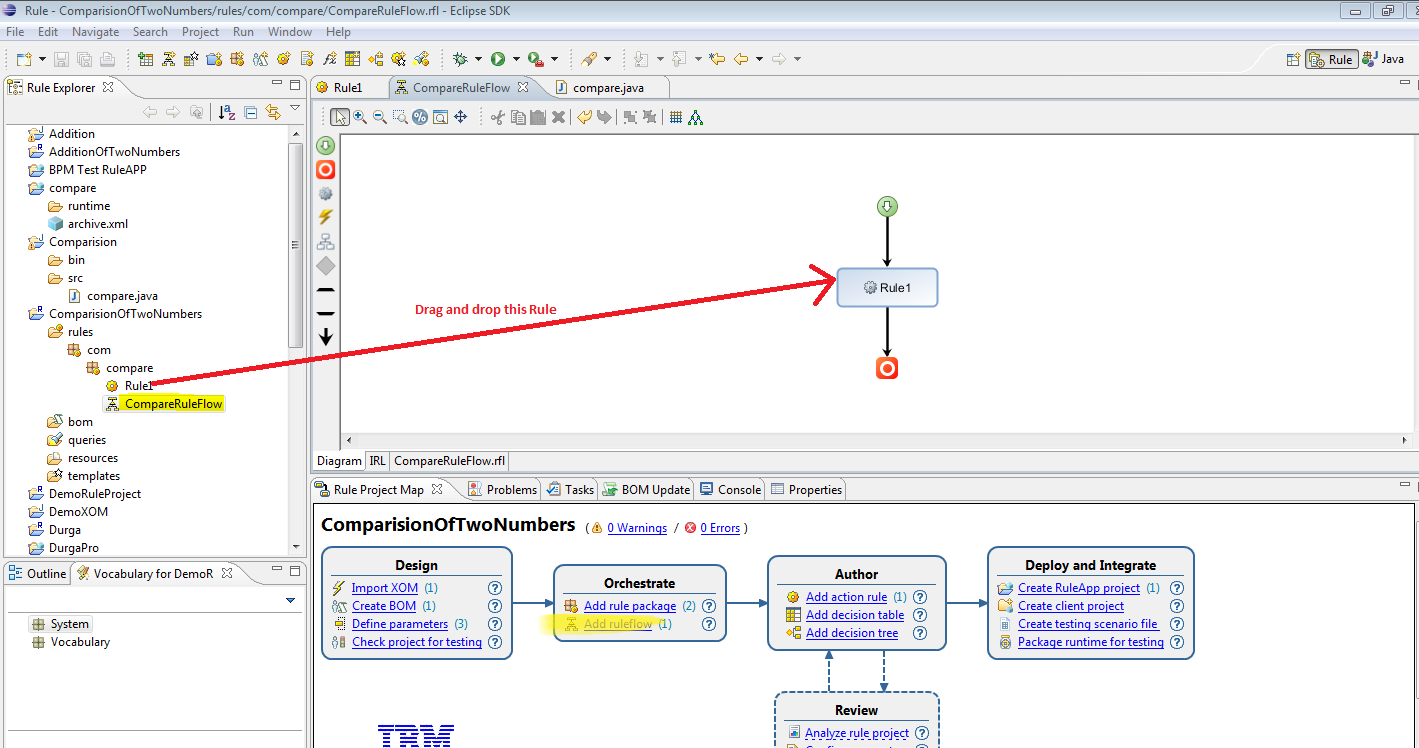 Rule - ComparisionOfTwoNumbers/rules/com/compare/CompareRuleFlow.rfl - Eclipse SDK
File Edit Navigate Search Project Run Window Help
Rule Java
Rule Explorer
Addition
AdditionOfTwoNumbers
BPM Test RuleAPP
compare
runtime
archive.xml
Comparision
bin
src
compare.java
ComparisionOfTwoNumbers
rules
com
compare
Rule1
CompareRuleFlow
bom
queries
resources
templates
DemoRuleProject
DemoXOM
Durga
DurgaPro
Outline Vocabulary for DemoR
System
Vocabulary
Rule1 CompareRuleFlow compare.java
Rule1
Drag and drop this Rule
Diagram IRL CompareRuleFlow.rfl
Rule Project Map Problems Tasks BOM Update Console Properties
ComparisionOfTwoNumbers ( 0 Warnings / 0 Errors )
Design
Import XOM (1) ?
Create BOM (1) ?
Define parameters (3) ?
Check project for testing ?
Orchestrate
Add rule package (2) ?
Add ruleflow (1) ?
Author
Add action rule (1) ?
Add decision table ?
Add decision tree ?
Deploy and Integrate
Create RuleApp project (1) ?
Create client project ?
Create testing scenario file ?
Package runtime for testing ?
Review
Analyze rule project ?
IBM